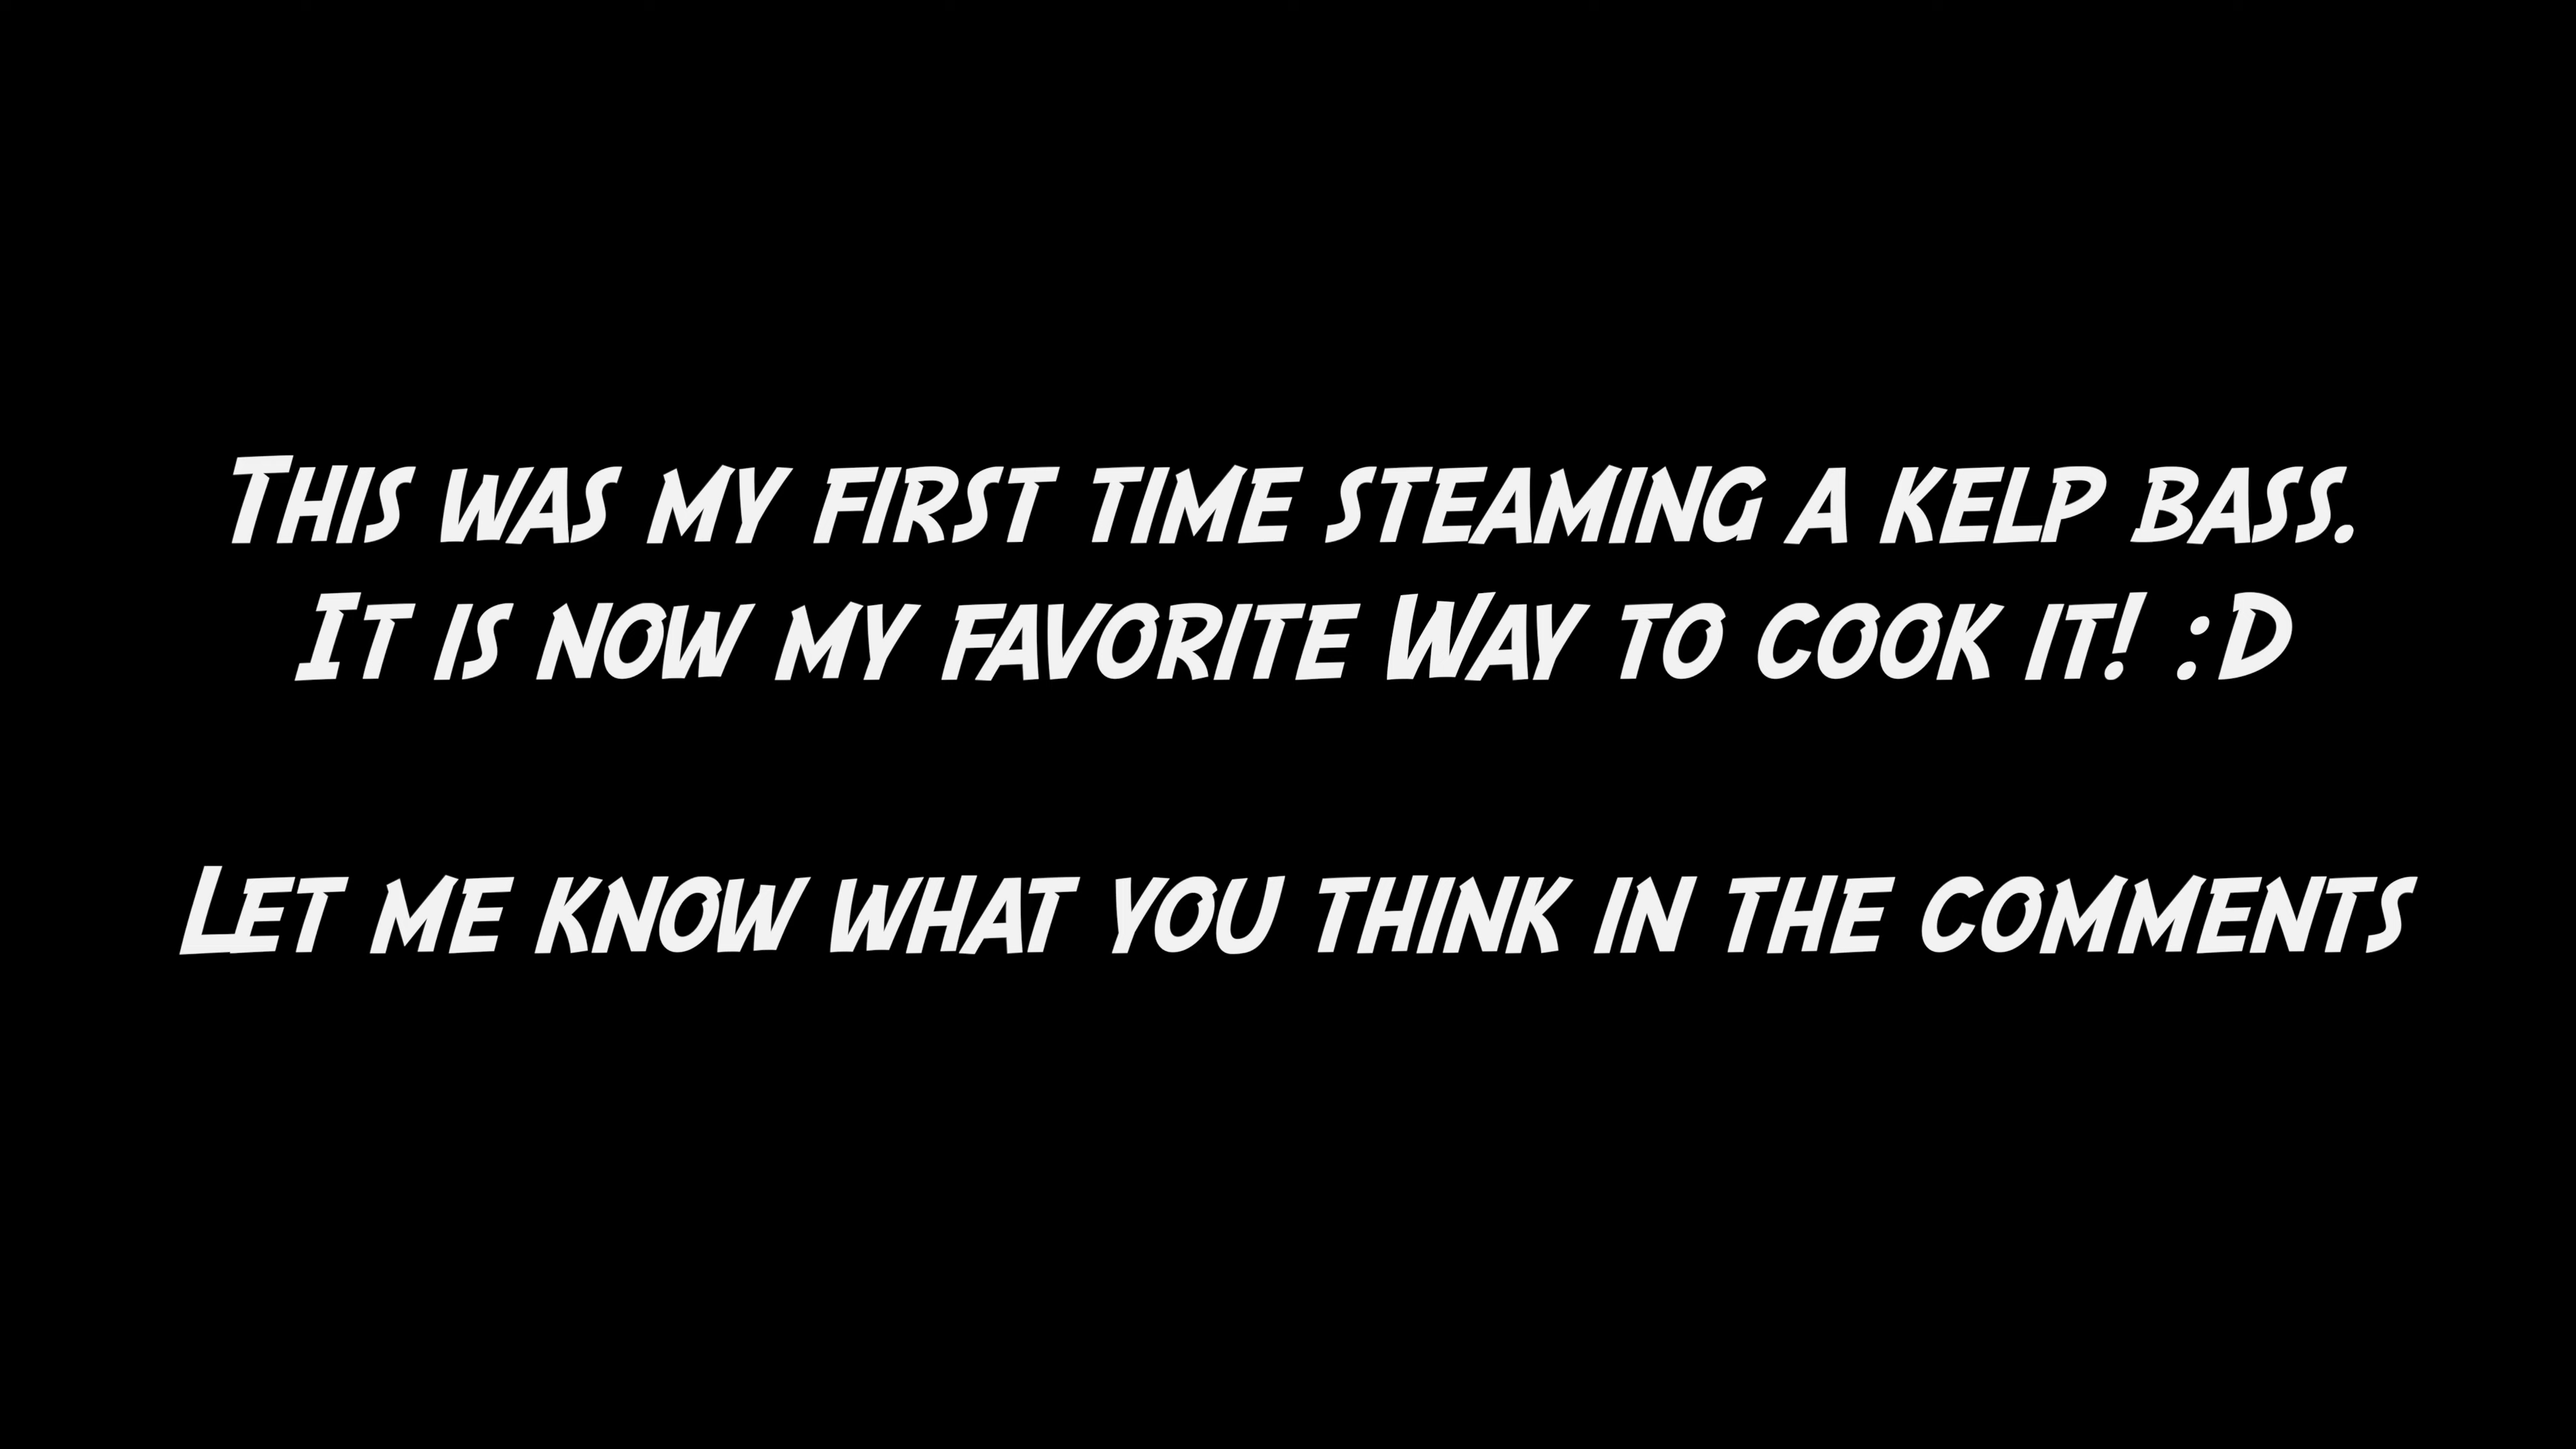 This was my first time steaming a kelp bass.
It is now my favorite Way to cook it! :D
Let me know what you think in the comments